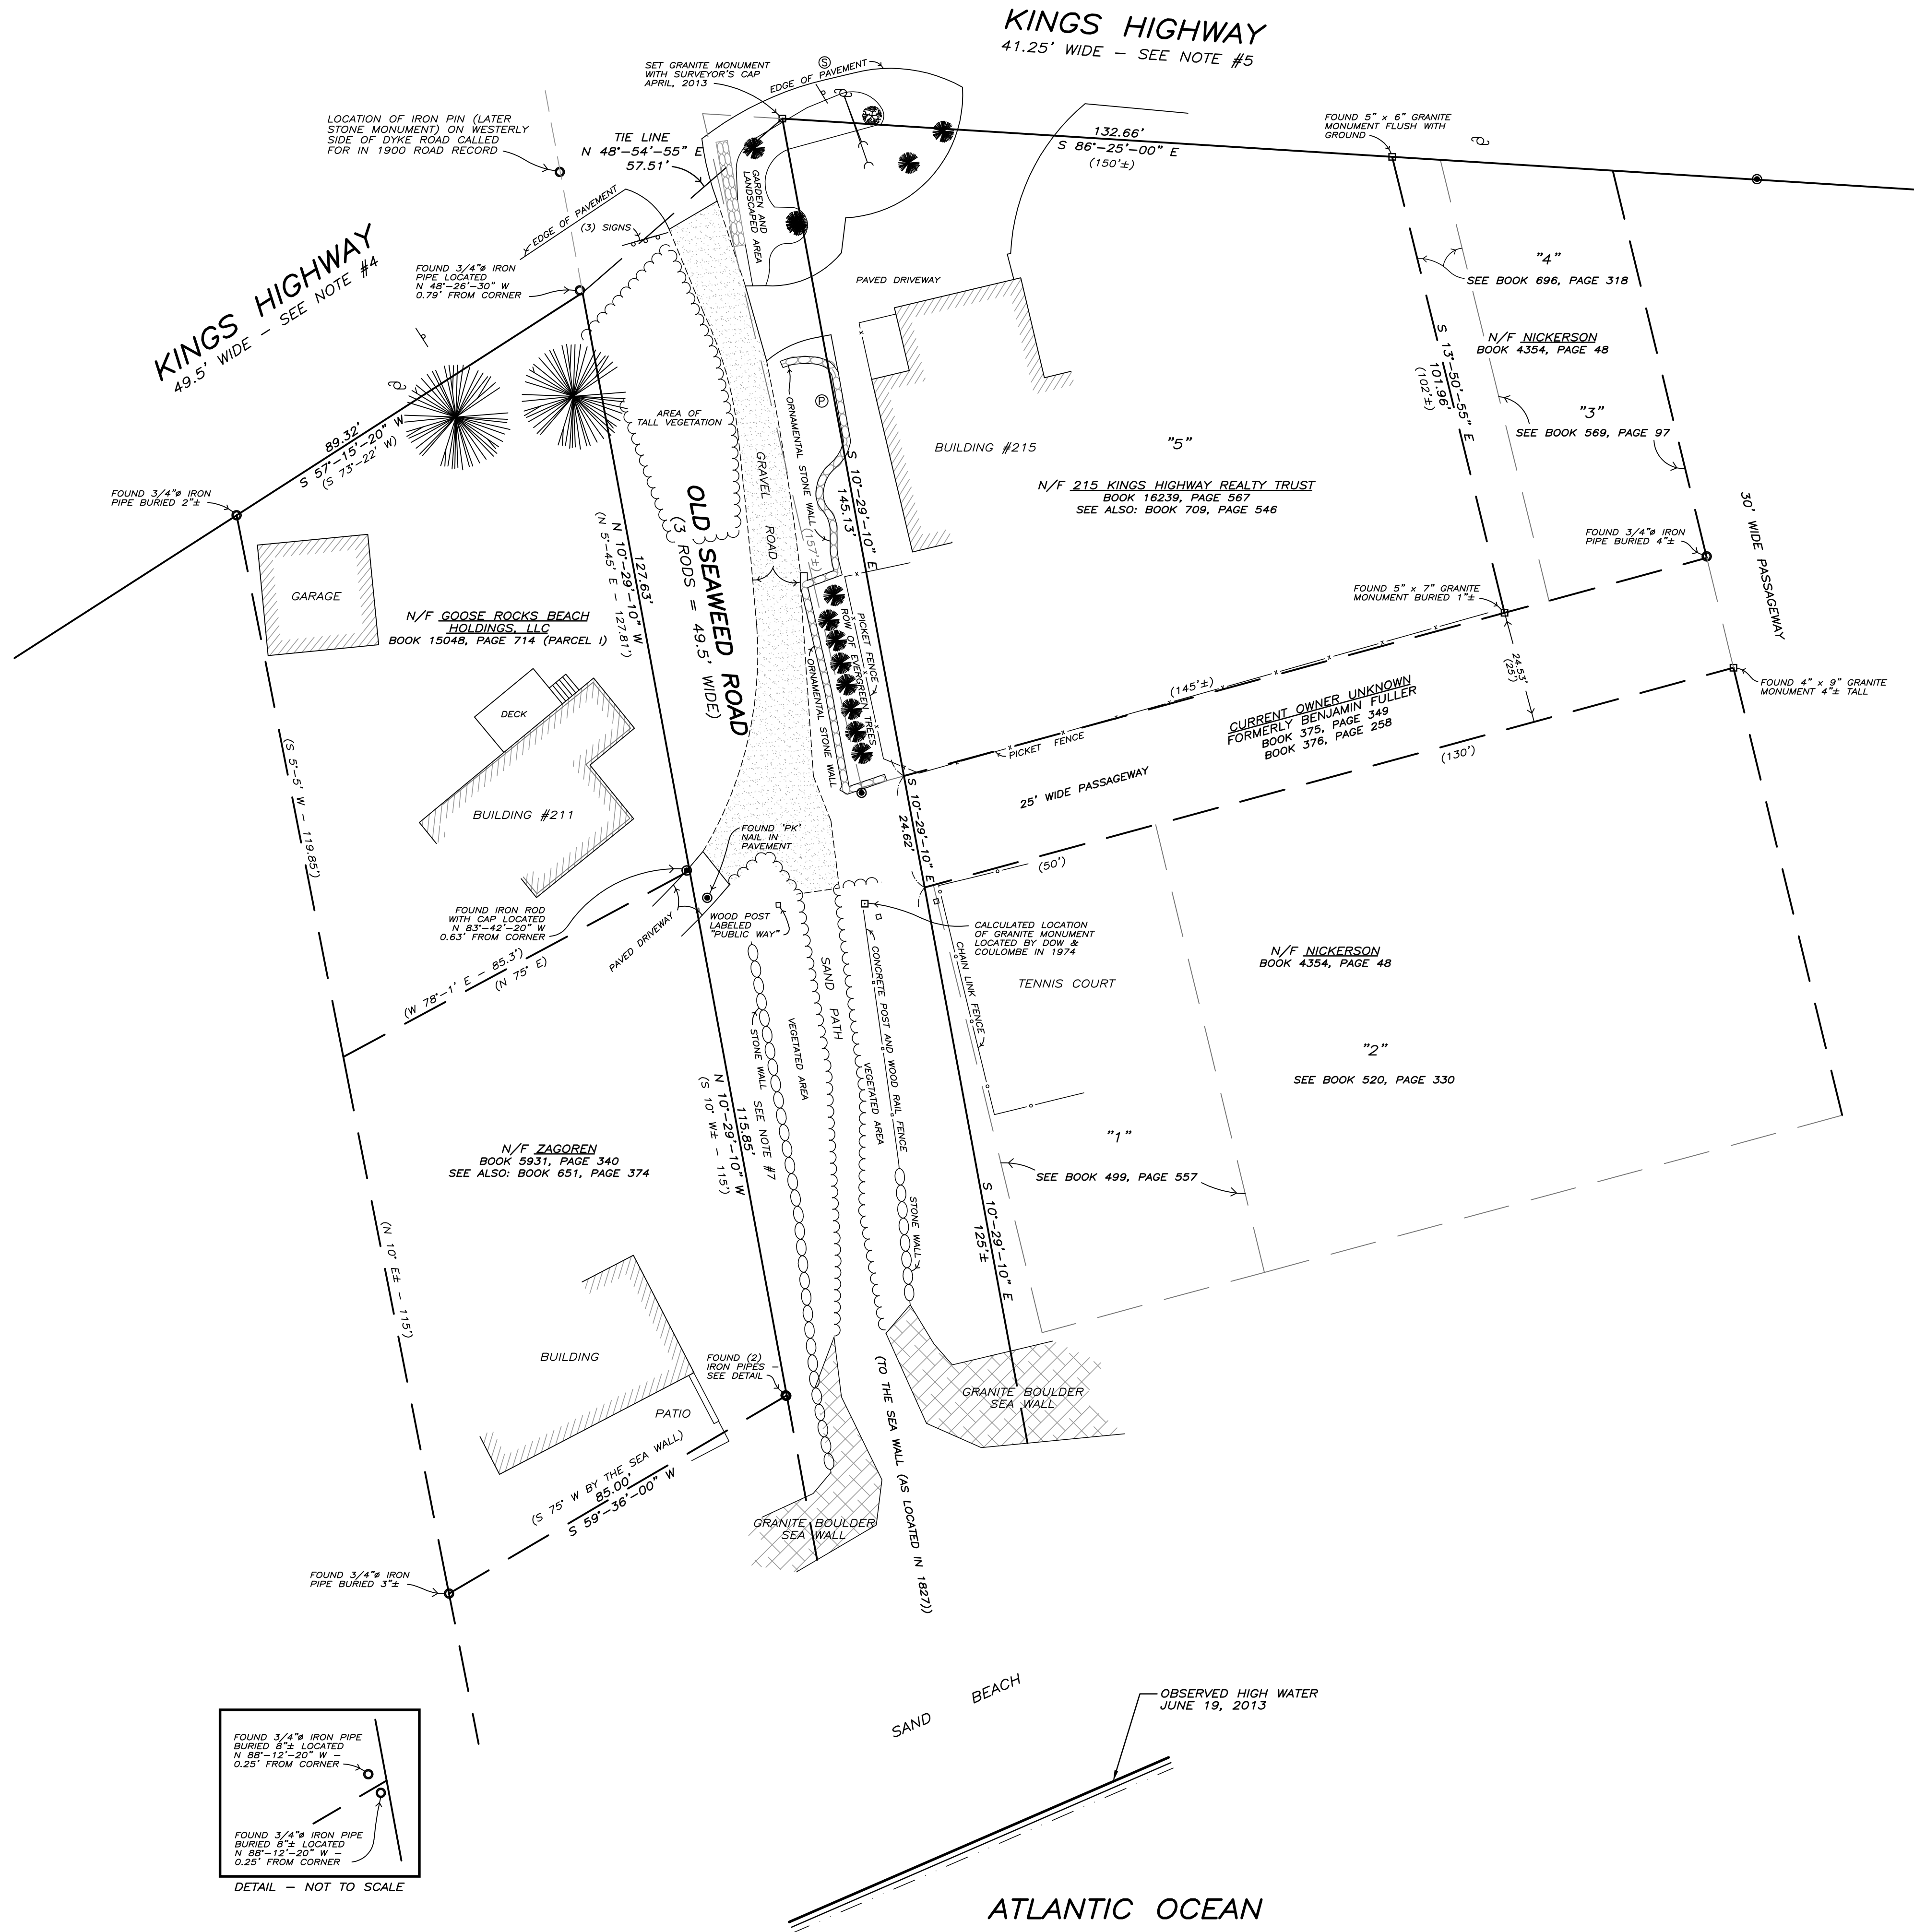 KINGS HIGHWAY
41.25' WIDE – SEE NOTE #5
SET GRANITE MONUMENT
WITH SURVEYOR'S CAP
APRIL, 2013
S
EDGE OF PAVEMENT
LOCATION OF IRON PIN (LATER
STONE MONUMENT) ON WESTERLY
SIDE OF DYKE ROAD CALLED
FOR IN 1900 ROAD RECORD
TIE LINE
N 48°–54'–55" E
57.51'
132.66'
S 86°–25'–00" E
(150'±)
FOUND 5" x 6" GRANITE
MONUMENT FLUSH WITH
GROUND
GARDEN AND
LANDSCAPED AREA
EDGE OF PAVEMENT
(3) SIGNS
KINGS HIGHWAY
49.5' WIDE – SEE NOTE #4
FOUND 3/4"ø IRON
PIPE LOCATED
N 48°–26'–30" W
0.79' FROM CORNER
PAVED DRIVEWAY
"4"
SEE BOOK 696, PAGE 318
N/F NICKERSON
BOOK 4354, PAGE 48
S 13°–50'–55" E
101.96'
(102'±)
"3"
SEE BOOK 569, PAGE 97
89.32'
S 57°–15'–20" W
(S 73°–22' W)
AREA OF
TALL VEGETATION
GRAVEL ROAD
ORNAMENTAL STONE WALL
(157'±)
P
S 10°–29'–10" E
145.13'
BUILDING #215
"5"
N/F 215 KINGS HIGHWAY REALTY TRUST
BOOK 16239, PAGE 567
SEE ALSO: BOOK 709, PAGE 546
30' WIDE PASSAGEWAY
FOUND 3/4"ø IRON
PIPE BURIED 2"±
OLD SEAWEED ROAD
(3 RODS = 49.5' WIDE)
127.63'
N 10°–29'–10" W
(N 5°–45' E – 127.81')
FOUND 3/4"ø IRON
PIPE BURIED 4"±
GARAGE
N/F GOOSE ROCKS BEACH
HOLDINGS, LLC
BOOK 15048, PAGE 714 (PARCEL I)
FOUND 5" x 7" GRANITE
MONUMENT BURIED 1"±
PICKET FENCE
ROW OF EVERGREEN TREES
ORNAMENTAL STONE WALL
24.53'
(25')
FOUND 4" x 9" GRANITE
MONUMENT 4"± TALL
(145'±)
CURRENT OWNER UNKNOWN
FORMERLY BENJAMIN FULLER
BOOK 375, PAGE 349
BOOK 376, PAGE 258
PICKET FENCE
(130')
25' WIDE PASSAGEWAY
DECK
BUILDING #211
(S 5°–5' W – 119.85')
S 10°–29'–10" E
24.62'
FOUND 'PK'
NAIL IN
PAVEMENT
(50')
FOUND IRON ROD
WITH CAP LOCATED
N 83°–42'–20" W
0.63' FROM CORNER
PAVED DRIVEWAY
WOOD POST
LABELED
"PUBLIC WAY"
CALCULATED LOCATION
OF GRANITE MONUMENT
LOCATED BY DOW &
COULOMBE IN 1974
(W 78°–1' E – 85.3')
(N 75° E)
SAND PATH
CONCRETE POST AND WOOD RAIL FENCE
CHAIN LINK FENCE
TENNIS COURT
N/F NICKERSON
BOOK 4354, PAGE 48
STONE WALL SEE NOTE #7
VEGETATED AREA
VEGETATED AREA
"2"
SEE BOOK 520, PAGE 330
115.85'
N 10°–29'–10" W
(S 10° W± – 115')
"1"
SEE BOOK 499, PAGE 557
N/F ZAGOREN
BOOK 5931, PAGE 340
SEE ALSO: BOOK 651, PAGE 374
STONE WALL
S 10°–29'–10" E
125'±
(N 10° E± – 115')
BUILDING
FOUND (2)
IRON PIPES –
SEE DETAIL
PATIO
GRANITE BOULDER
SEA WALL
(TO THE SEA WALL (AS LOCATED IN 1827))
(S 75° W BY THE SEA WALL)
85.00'
S 59°–36'–00" W
GRANITE BOULDER
SEA WALL
FOUND 3/4"ø IRON
PIPE BURIED 3"±
SAND BEACH
OBSERVED HIGH WATER
JUNE 19, 2013
FOUND 3/4"ø IRON PIPE
BURIED 8"± LOCATED
N 88°–12'–20" W –
0.25' FROM CORNER
FOUND 3/4"ø IRON PIPE
BURIED 8"± LOCATED
N 88°–12'–20" W –
0.25' FROM CORNER
DETAIL – NOT TO SCALE
ATLANTIC OCEAN